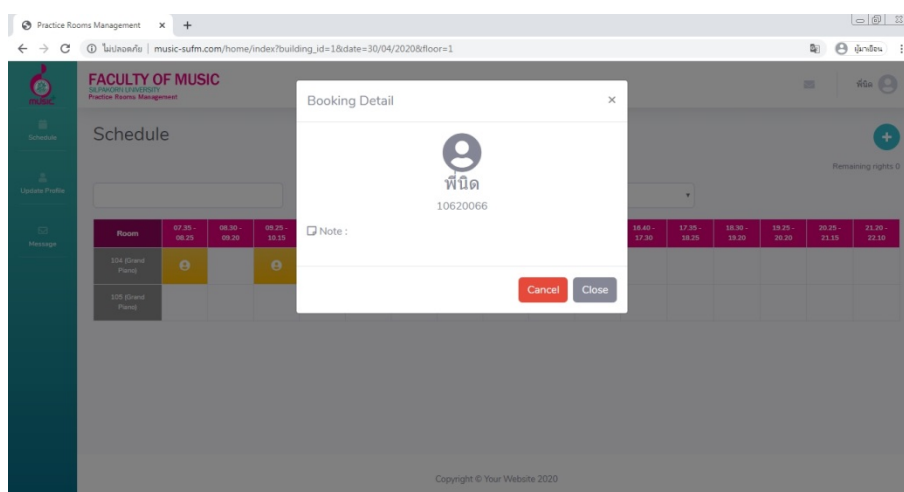 Practice Rooms Management
ไม่ปลอดภัย | music-sufm.com/home/index?building_id=1&date=30/04/2020&floor=1
ผู้มาเยือน
music
FACULTY OF MUSIC
SILPAKORN UNIVERSITY
Practice Rooms Management
พี่นิด
Schedule
Update Profile
Message
Schedule
Remaining rights 0
Room
07.35 - 08.25
08.30 - 09.20
09.25 - 10.15
16.40 - 17.30
17.35 - 18.25
18.30 - 19.20
19.25 - 20.20
20.25 - 21.15
21.20 - 22.10
104 (Grand Piano)
105 (Grand Piano)
Booking Detail
×
พี่นิด
10620066
Note :
Cancel
Close
Copyright © Your Website 2020